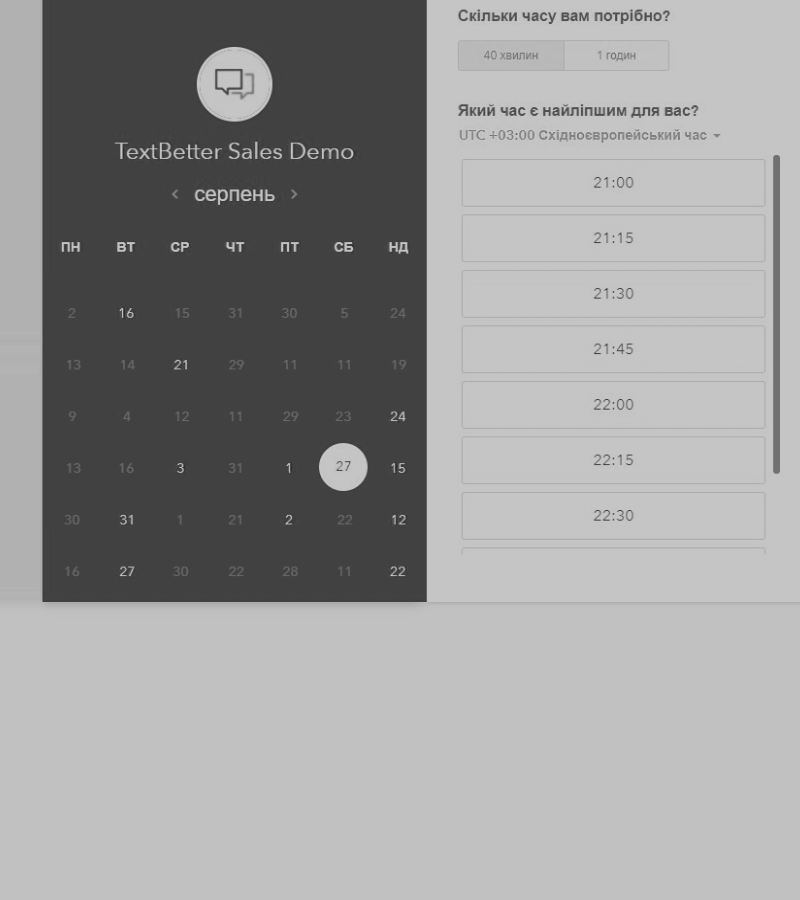 TextBetter Sales Demo
серпень
ПН ВТ СР ЧТ ПТ СБ НД
2 16 15 31 30 5 24
13 14 21 29 11 11 19
9 4 12 11 29 23 24
13 16 3 31 1 27 15
30 31 1 21 2 22 12
16 27 30 22 28 11 22
Скільки часу вам потрібно?
40 хвилин 1 годин
Який час є найліпшим для вас?
UTC +03:00 Східноєвропейський час
21:00
21:15
21:30
21:45
22:00
22:15
22:30